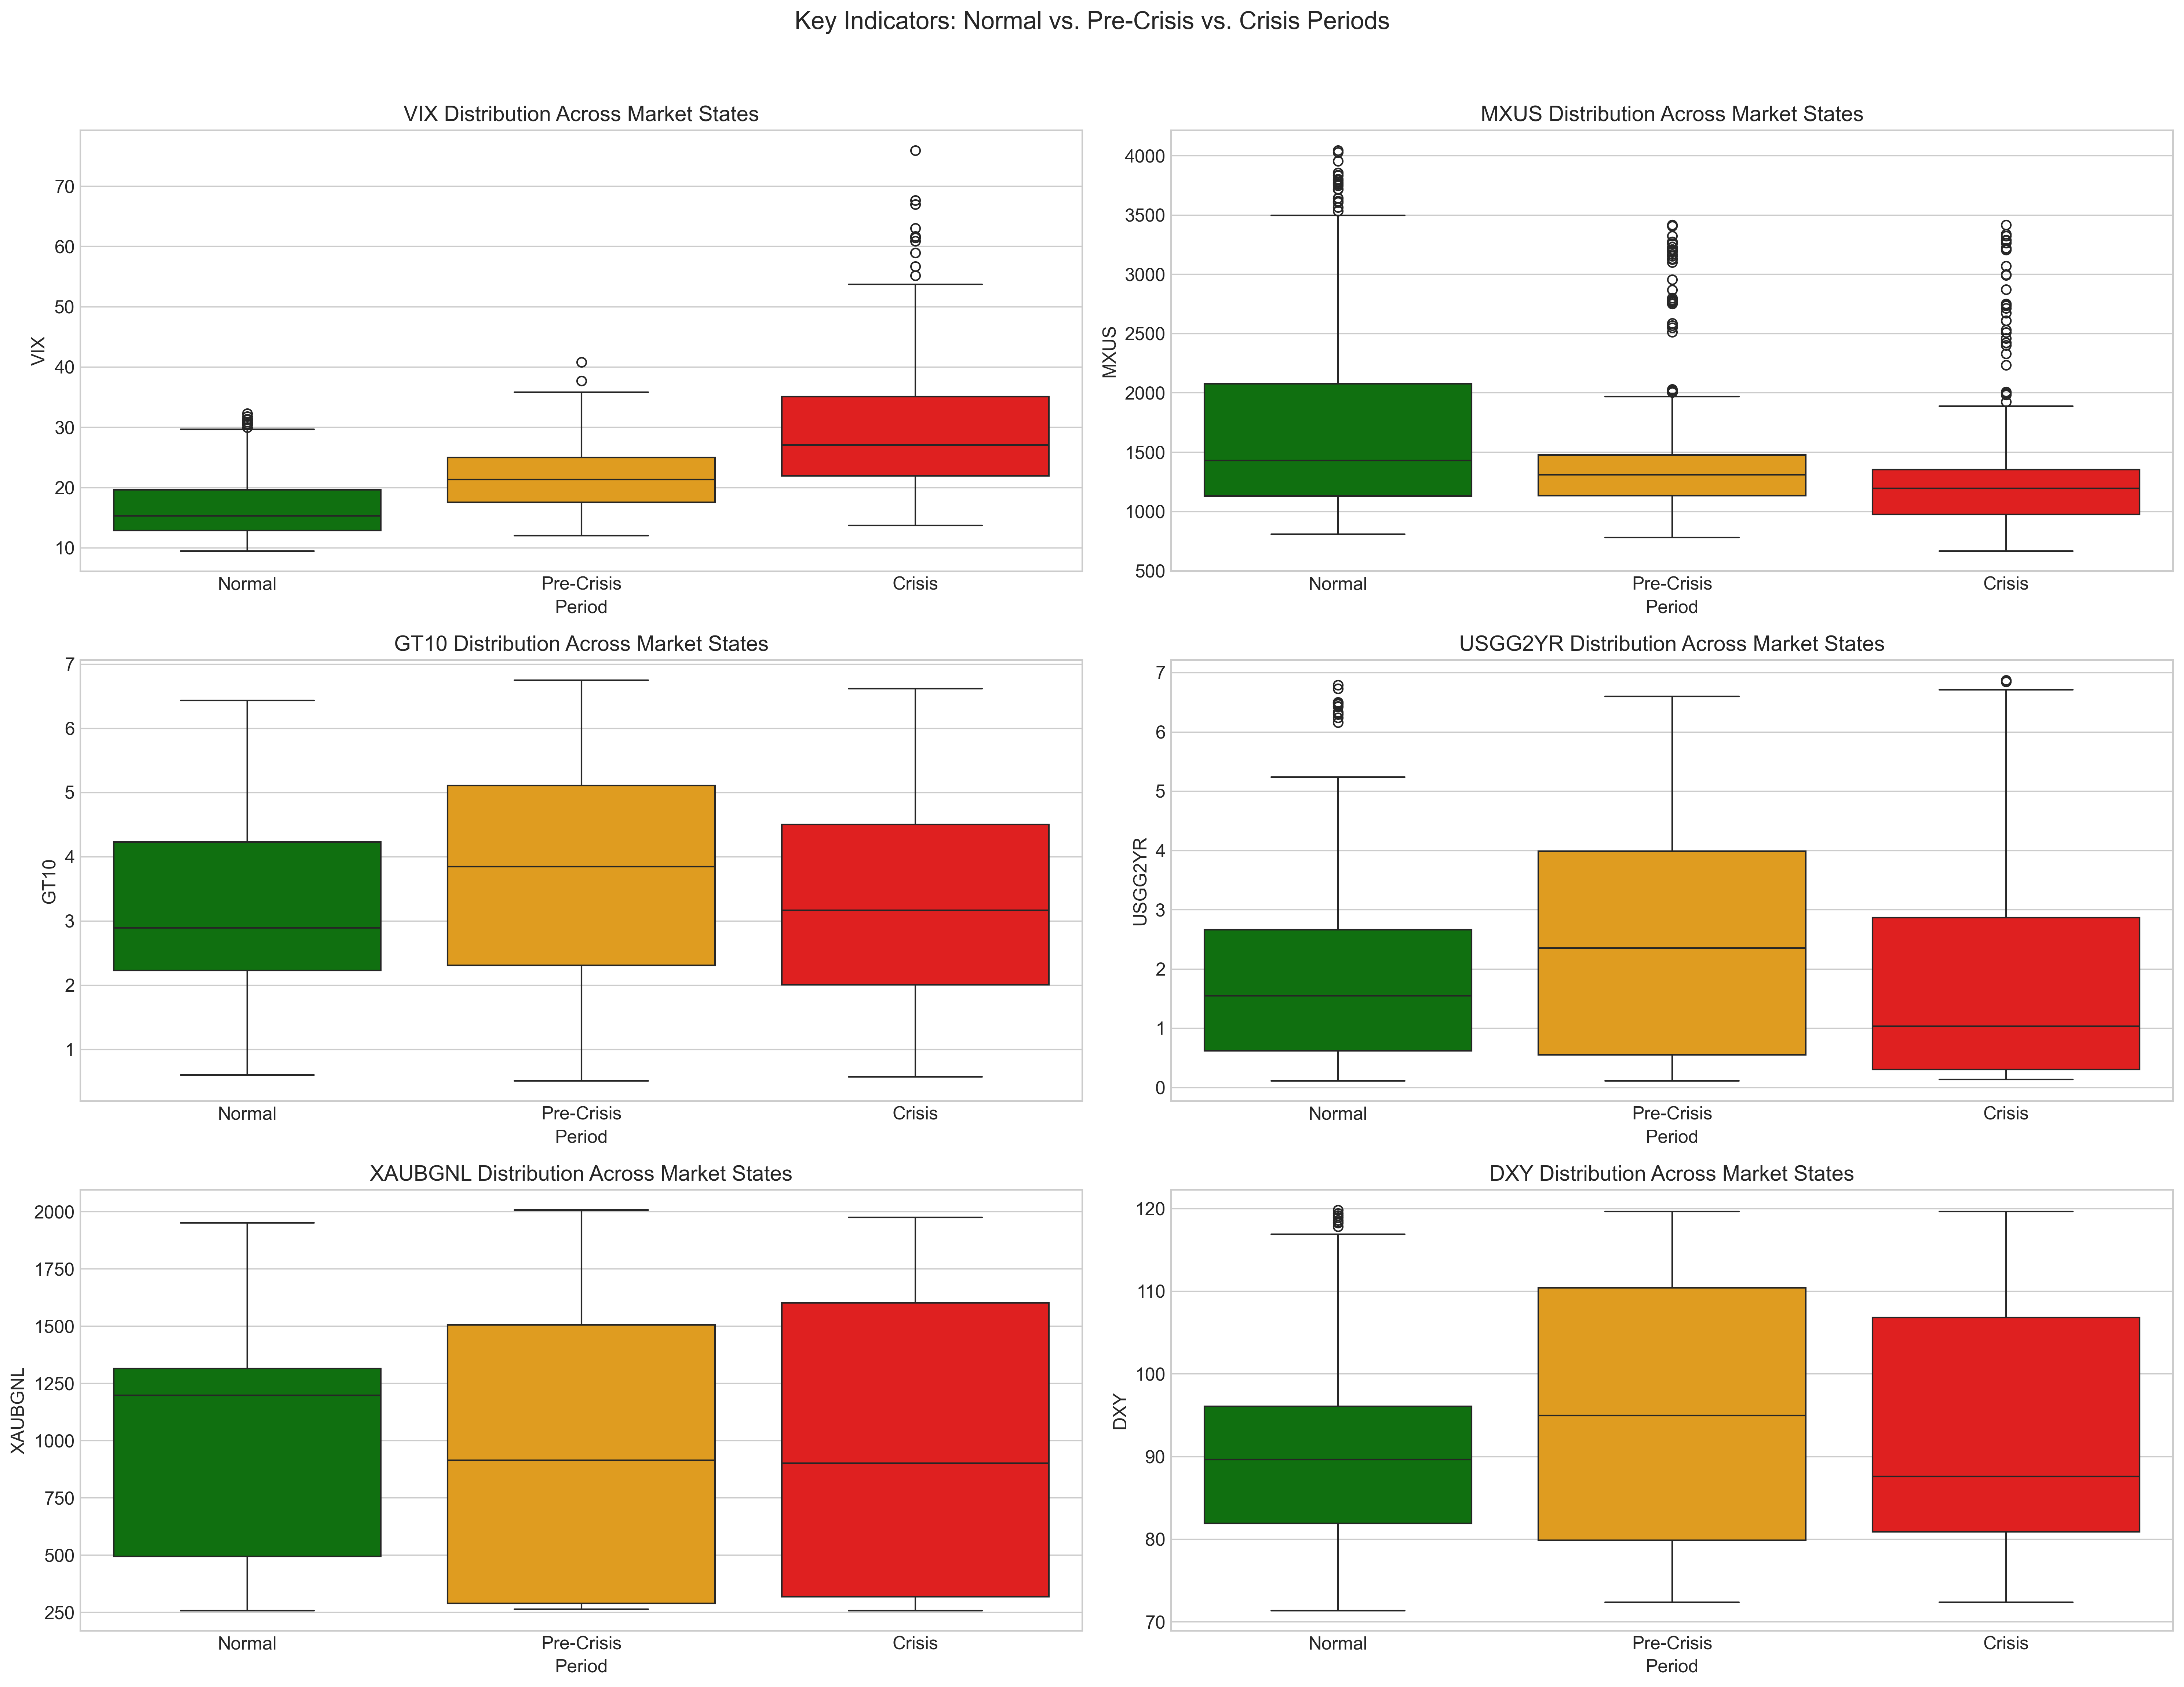 Key Indicators: Normal vs. Pre-Crisis vs. Crisis Periods
VIX Distribution Across Market States
VIX
70
60
50
40
30
20
10
Normal Pre-Crisis Crisis
Period
MXUS Distribution Across Market States
MXUS
4000
3500
3000
2500
2000
1500
1000
500
Normal Pre-Crisis Crisis
Period
GT10 Distribution Across Market States
GT10
7
6
5
4
3
2
1
Normal Pre-Crisis Crisis
Period
USGG2YR Distribution Across Market States
USGG2YR
7
6
5
4
3
2
1
0
Normal Pre-Crisis Crisis
Period
XAUBGNL Distribution Across Market States
XAUBGNL
2000
1750
1500
1250
1000
750
500
250
Normal Pre-Crisis Crisis
Period
DXY Distribution Across Market States
DXY
120
110
100
90
80
70
Normal Pre-Crisis Crisis
Period